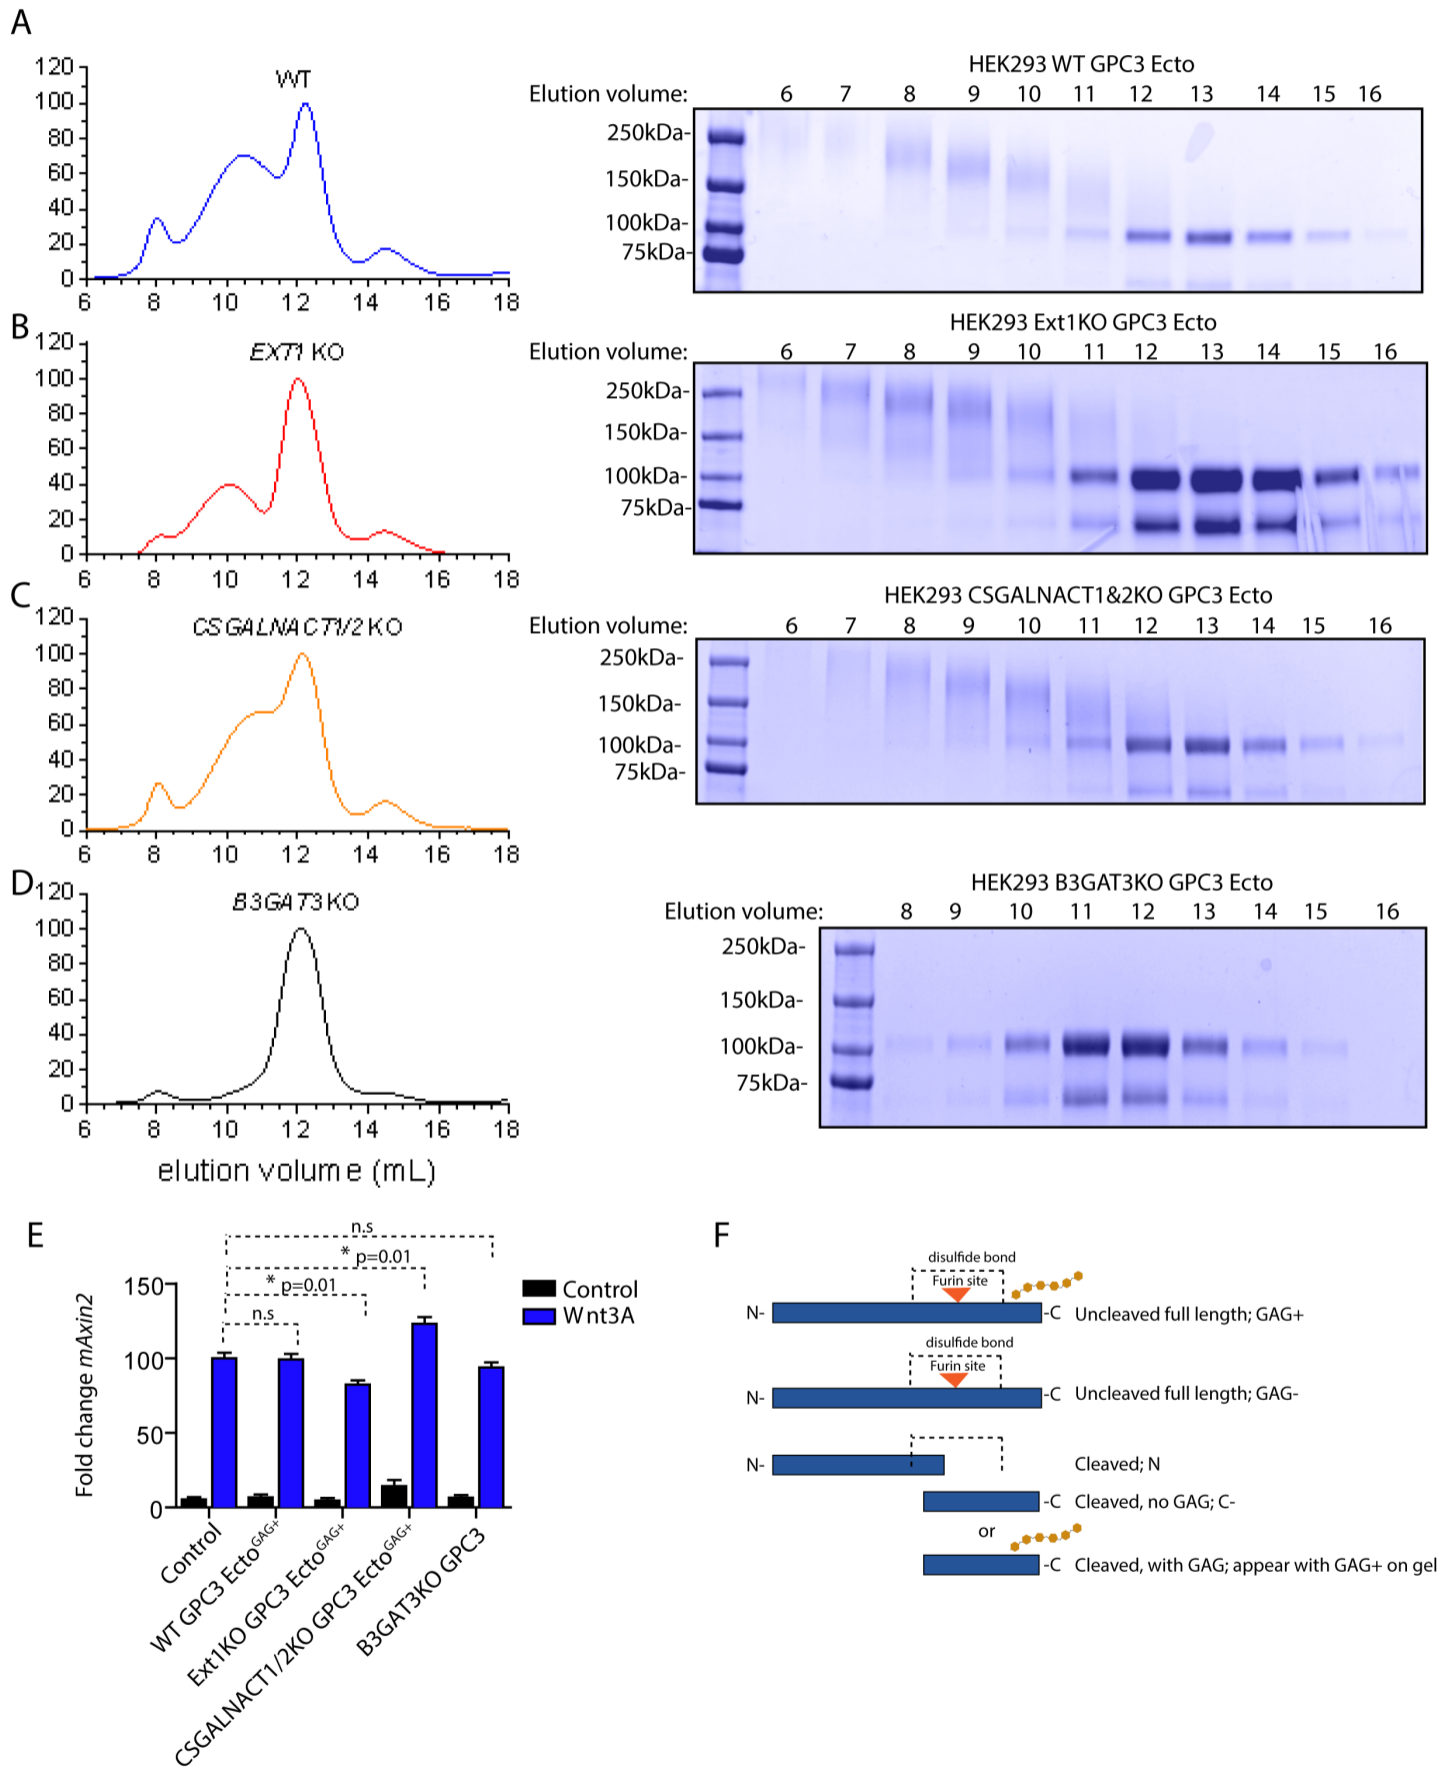 A
120
100
80
60
40
20
0
WT
6 8 10 12 14 16 18
HEK293 WT GPC3 Ecto
Elution volume: 6 7 8 9 10 11 12 13 14 15 16
250kDa-
150kDa-
100kDa-
75kDa-
B
120
100
80
60
40
20
0
EXT1 KO
6 8 10 12 14 16 18
HEK293 Ext1KO GPC3 Ecto
Elution volume: 6 7 8 9 10 11 12 13 14 15 16
250kDa-
150kDa-
100kDa-
75kDa-
C
120
100
80
60
40
20
0
CSGALNACT1/2 KO
6 8 10 12 14 16 18
HEK293 CSGALNACT1&2KO GPC3 Ecto
Elution volume: 6 7 8 9 10 11 12 13 14 15 16
250kDa-
150kDa-
100kDa-
75kDa-
D
120
100
80
60
40
20
0
B3GAT3 KO
6 8 10 12 14 16 18
elution volume (mL)
HEK293 B3GAT3KO GPC3 Ecto
Elution volume: 8 9 10 11 12 13 14 15 16
250kDa-
150kDa-
100kDa-
75kDa-
E
n.s
* p=0.01
* p=0.01
n.s
Control
Wnt3A
Fold change mAxin2
150
100
50
0
Control
WT GPC3 Ecto GAG+
Ext1KO GPC3 Ecto GAG+
CSGALNACT1/2KO GPC3 Ecto GAG+
B3GAT3KO GPC3
F
disulfide bond
Furin site
N- -C Uncleaved full length; GAG+
disulfide bond
Furin site
N- -C Uncleaved full length; GAG-
N- Cleaved; N
-C Cleaved, no GAG; C-
or
-C Cleaved, with GAG; appear with GAG+ on gel